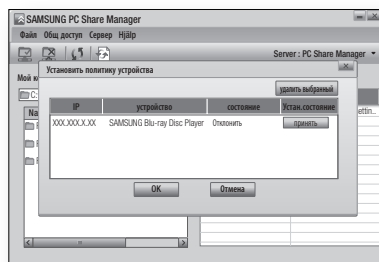 SAMSUNG PC Share Manager
Файл Общ доступ Сервер Hjälp
Server : PC Share Manager
Установить политику устройства
Мой к
удалить выбранный
C:
IP устройство состояние Устан.состояние
Na
ettin..
XXX.XXX.X.XX SAMSUNG Blu-ray Disc Player Отклонить принять
OK Отмена